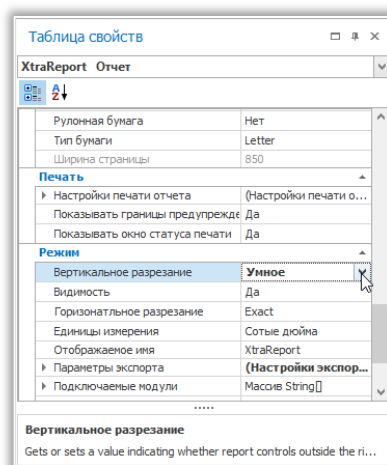 Таблица свойств
XtraReport Отчет
Рулонная бумага Нет
Тип бумаги Letter
Ширина страницы 850
Печать
Настройки печати отчета (Настройки печати о...
Показывать границы предупрежде Да
Показывать окно статуса печати Да
Режим
Вертикальное разрезание Умное
Видимость Да
Горизонатльное разрезание Exact
Единицы измерения Сотые дюйма
Отображаемое имя XtraReport
Параметры экспорта (Настройки экспор...
Подключаемые модули Массив String[]
Вертикальное разрезание
Gets or sets a value indicating whether report controls outside the ri...